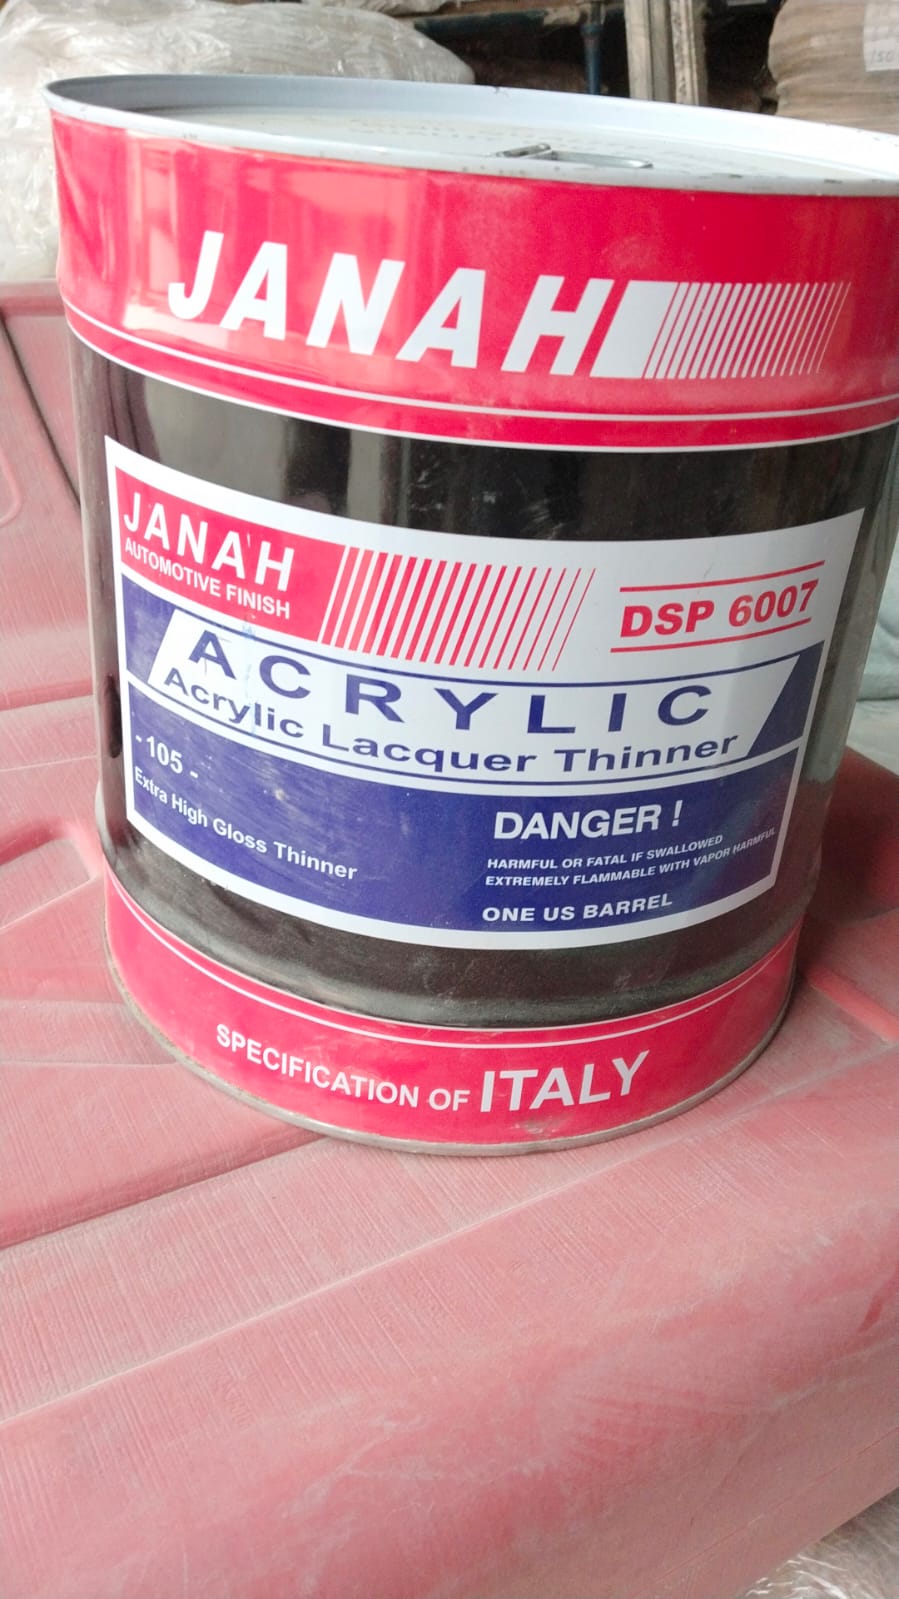 JANAH
JANAH
AUTOMOTIVE FINISH
DSP 6007
ACRYLIC
Acrylic Lacquer Thinner
- 105 -
Extra High Gloss Thinner
DANGER !
HARMFUL OR FATAL IF SWALLOWED
EXTREMELY FLAMMABLE WITH VAPOR HARMFUL
ONE US BARREL
SPECIFICATION OF ITALY